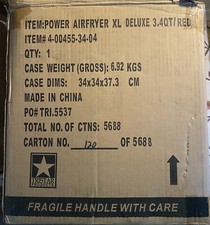 ITEM:POWER AIRFRYER XL DELUXE 3.4QT/RED
ITEM# 4-00455-34-04
QTY: 1
CASE WEIGHT (GROSS): 6.92 KGS
CASE DIMS: 34x34x37.3 CM
MADE IN CHINA
PO# TRI.5537
TOTAL NO. OF CTNS: 5688
CARTON NO. 120 OF 5688
TRISTAR
FRAGILE HANDLE WITH CARE